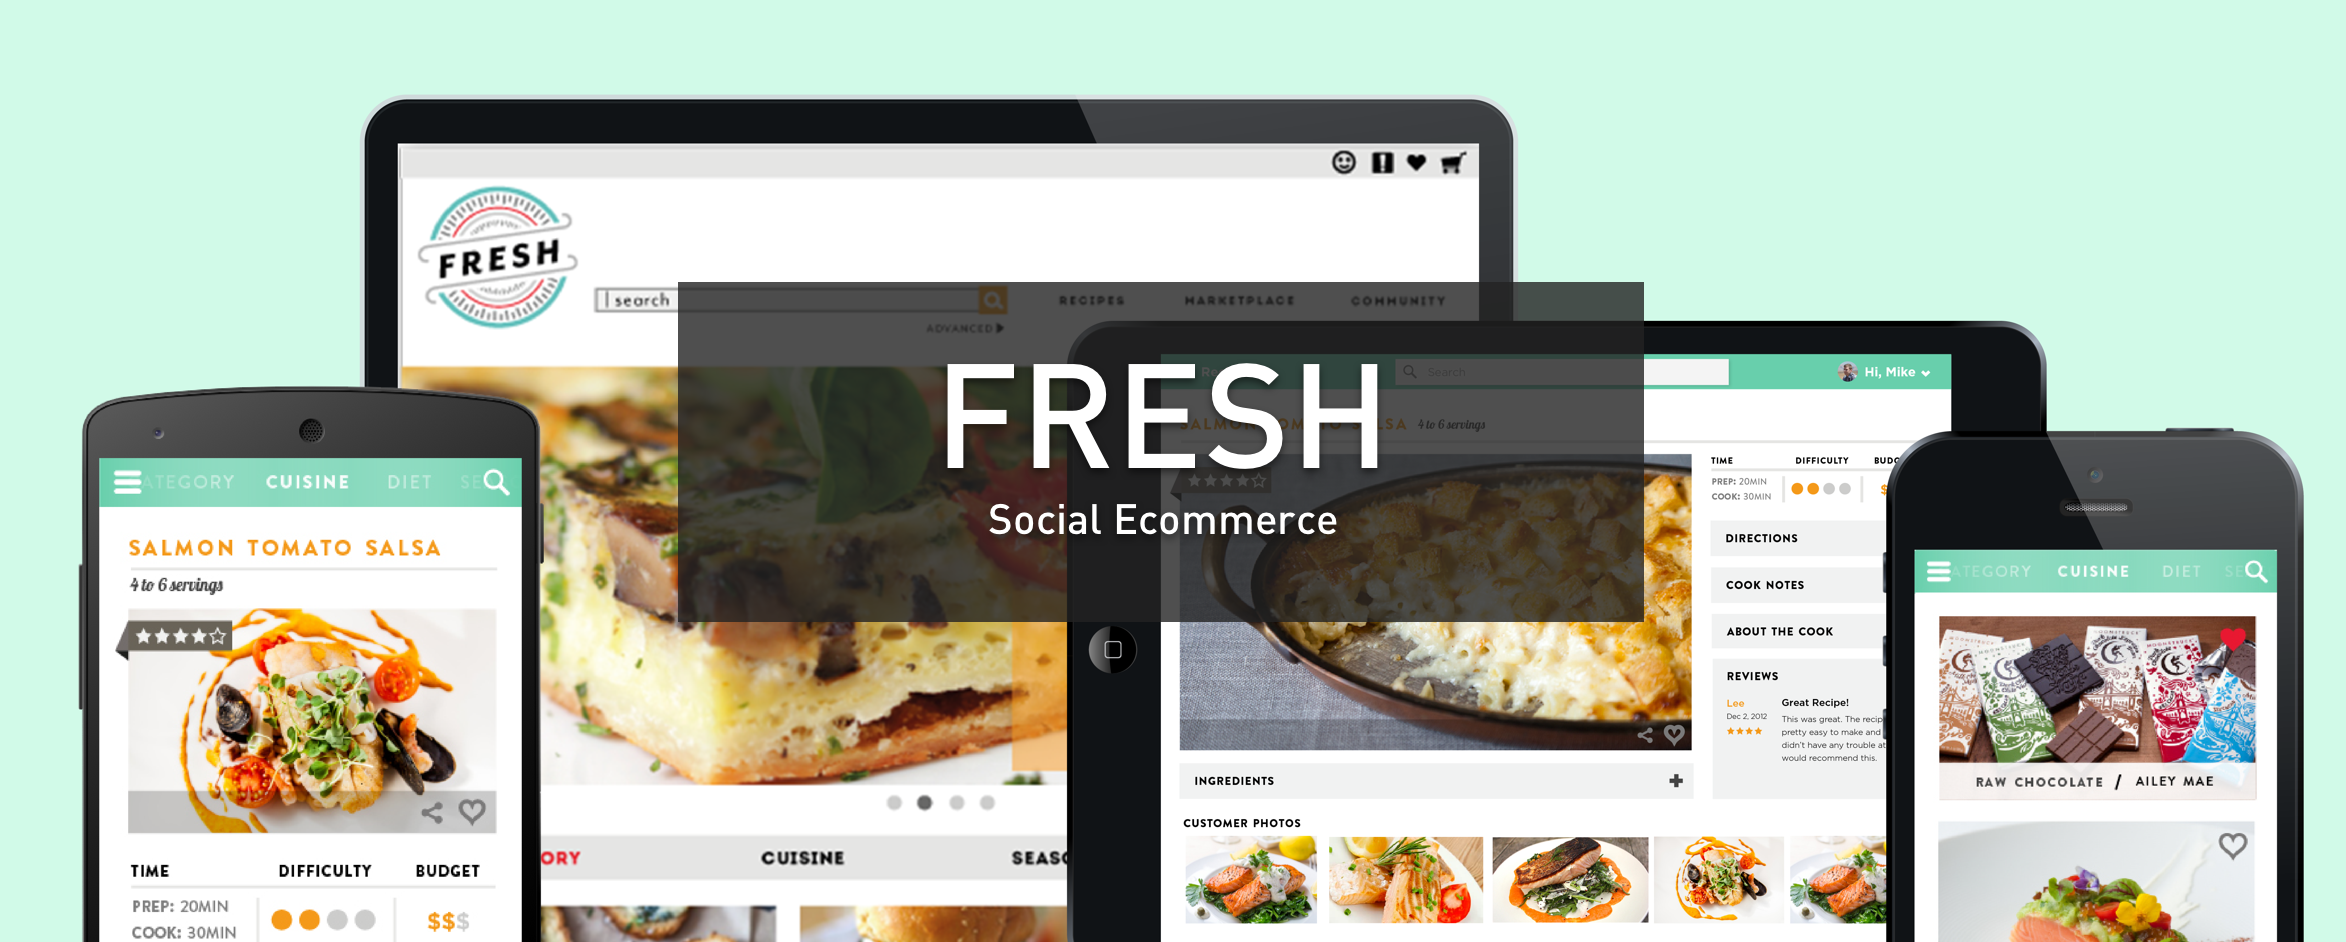 FRESH
search
ADVANCED
RECIPES
MARKETPLACE
COMMUNITY
FRESH
Social Ecommerce
ORY
CUISINE
SEAS
ATEGORY
CUISINE
DIET
SE
SALMON TOMATO SALSA
4 to 6 servings
TIME
DIFFICULTY
BUDGET
PREP: 20MIN
COOK: 30MIN
$$$
Search
Hi, Mike
SALMON TOMATO SALSA
4 to 6 servings
TIME
DIFFICULTY
BUDG
PREP: 20MIN
COOK: 30MIN
$
DIRECTIONS
COOK NOTES
ABOUT THE COOK
REVIEWS
Lee
Dec 2, 2012
Great Recipe!
This was great. The recip
pretty easy to make and
didn't have any trouble at
would recommend this.
INGREDIENTS
CUSTOMER PHOTOS
ATEGORY
CUISINE
DIET
SE
RAW CHOCOLATE / AILEY MAE